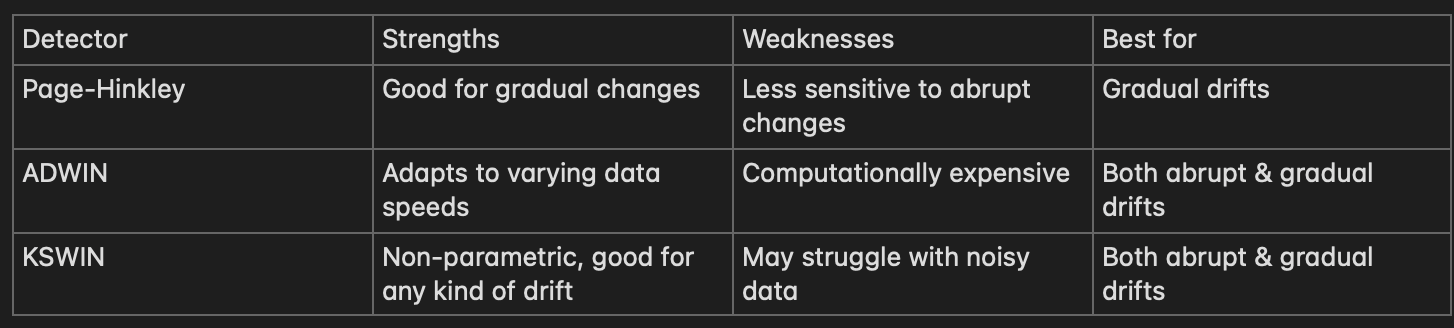 Detector
Strengths
Weaknesses
Best for
Page-Hinkley
Good for gradual changes
Less sensitive to abrupt
changes
Gradual drifts
ADWIN
Adapts to varying data
speeds
Computationally expensive
Both abrupt & gradual
drifts
KSWIN
Non-parametric, good for
any kind of drift
May struggle with noisy
data
Both abrupt & gradual
drifts